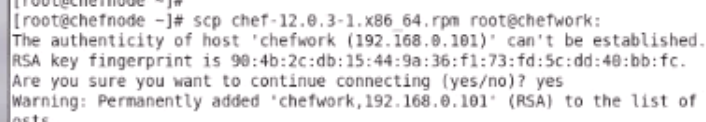 [root@chefnode ~]#
[root@chefnode ~]# scp chef-12.0.3-1.x86_64.rpm root@chefwork:
The authenticity of host 'chefwork (192.168.0.101)' can't be established.
RSA key fingerprint is 90:4b:2c:db:15:44:9a:36:f1:73:fd:5c:dd:40:bb:fc.
Are you sure you want to continue connecting (yes/no)? yes
Warning: Permanently added 'chefwork,192.168.0.101' (RSA) to the list of
osts.